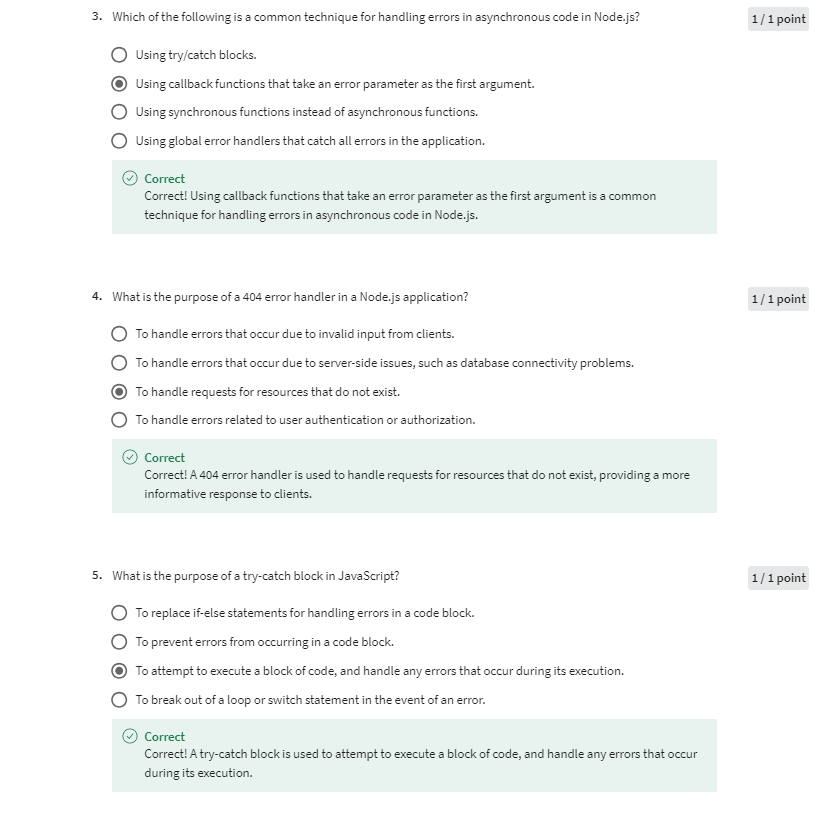 3. Which of the following is a common technique for handling errors in asynchronous code in Node.js?
1 / 1 point
Using try/catch blocks.
Using callback functions that take an error parameter as the first argument.
Using synchronous functions instead of asynchronous functions.
Using global error handlers that catch all errors in the application.
Correct
Correct! Using callback functions that take an error parameter as the first argument is a common
technique for handling errors in asynchronous code in Node.js.
4. What is the purpose of a 404 error handler in a Node.js application?
1 / 1 point
To handle errors that occur due to invalid input from clients.
To handle errors that occur due to server-side issues, such as database connectivity problems.
To handle requests for resources that do not exist.
To handle errors related to user authentication or authorization.
Correct
Correct! A 404 error handler is used to handle requests for resources that do not exist, providing a more
informative response to clients.
5. What is the purpose of a try-catch block in JavaScript?
1 / 1 point
To replace if-else statements for handling errors in a code block.
To prevent errors from occurring in a code block.
To attempt to execute a block of code, and handle any errors that occur during its execution.
To break out of a loop or switch statement in the event of an error.
Correct
Correct! A try-catch block is used to attempt to execute a block of code, and handle any errors that occur
during its execution.